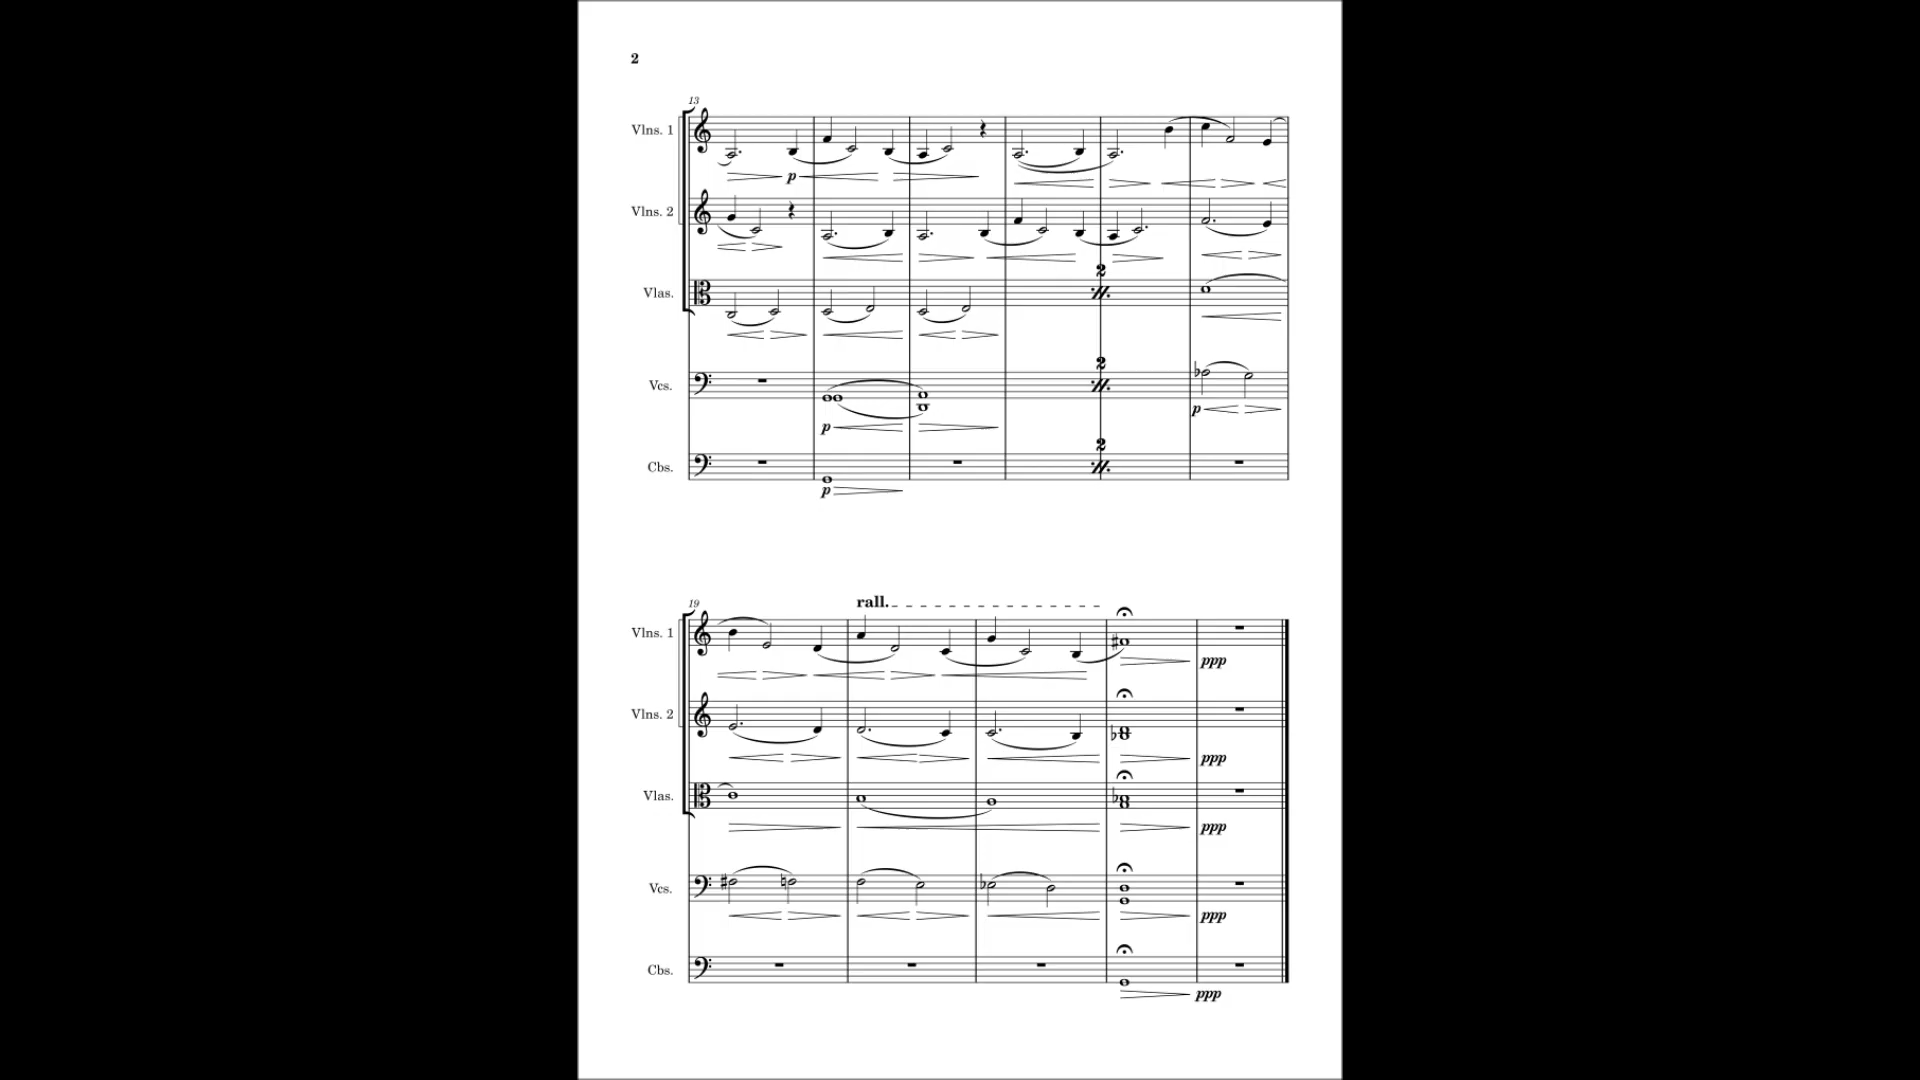 2
13
Vlns. 1
p
Vlns. 2
2
Vlas.
2
Vcs.
p
p
2
Cbs.
p
rall.
19
Vlns. 1
ppp
Vlns. 2
ppp
Vlas.
ppp
Vcs.
ppp
Cbs.
ppp